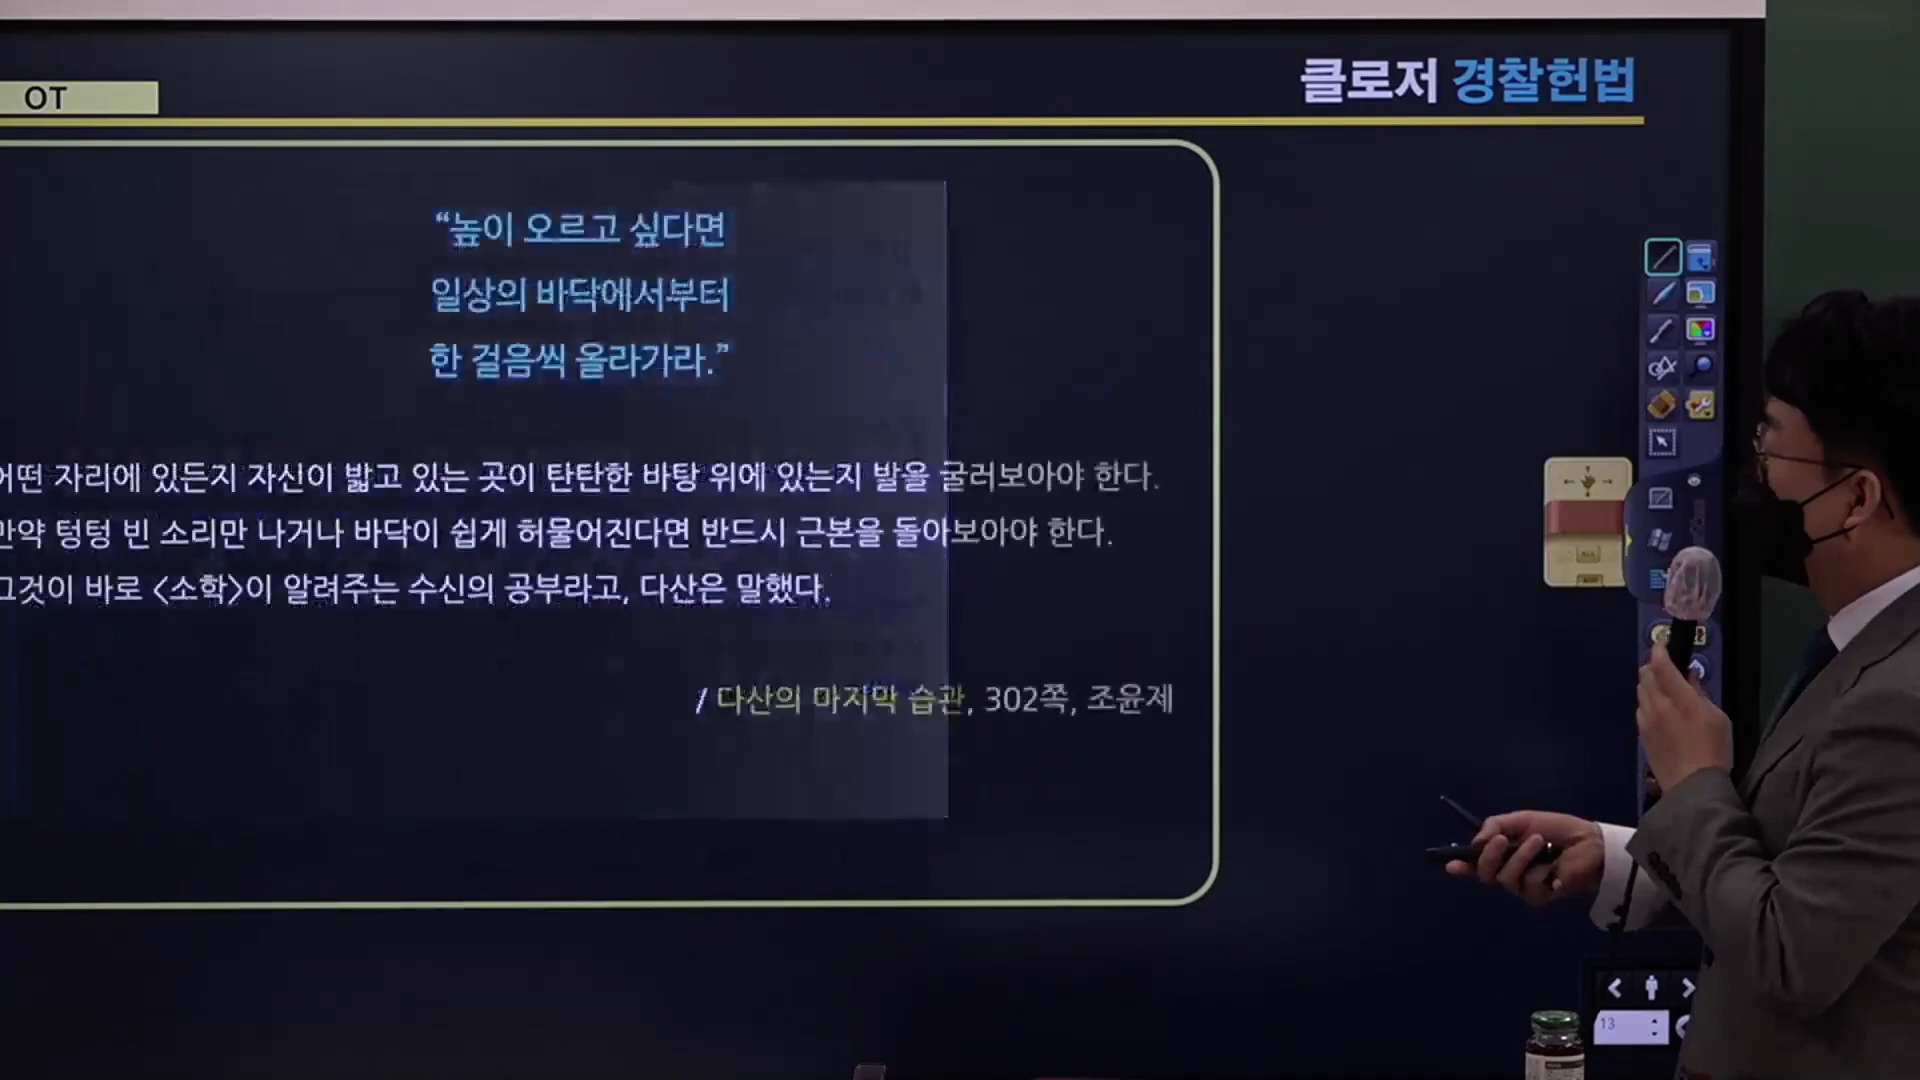 OT
클로저 경찰헌법
“높이 오르고 싶다면
일상의 바닥에서부터
한 걸음씩 올라가라.”
어떤 자리에 있든지 자신이 밟고 있는 곳이 탄탄한 바탕 위에 있는지 발을 굴러보아야 한다.
만약 텅텅 빈 소리만 나거나 바닥이 쉽게 허물어진다면 반드시 근본을 돌아보아야 한다.
그것이 바로 <소학>이 알려주는 수신의 공부라고, 다산은 말했다.
/ 다산의 마지막 습관, 302쪽, 조윤제
13